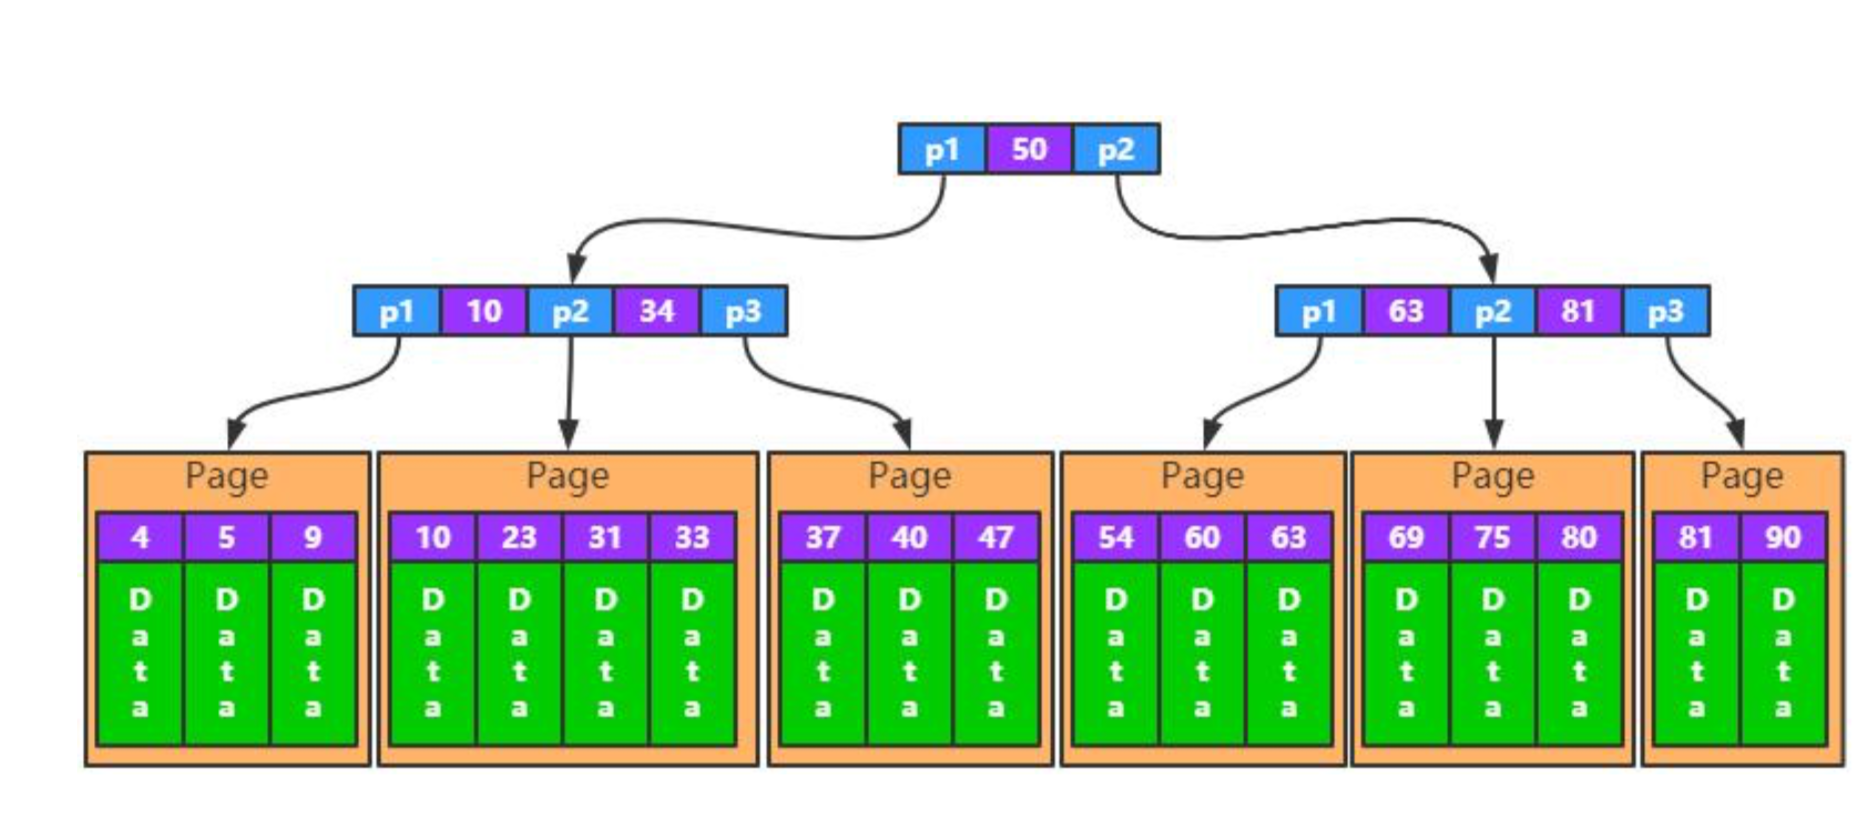 p1 50 p2
p1 10 p2 34 p3
p1 63 p2 81 p3
Page
4 5 9
Data Data Data
Page
10 23 31 33
Data Data Data Data
Page
37 40 47
Data Data Data
Page
54 60 63
Data Data Data
Page
69 75 80
Data Data Data
Page
81 90
Data Data